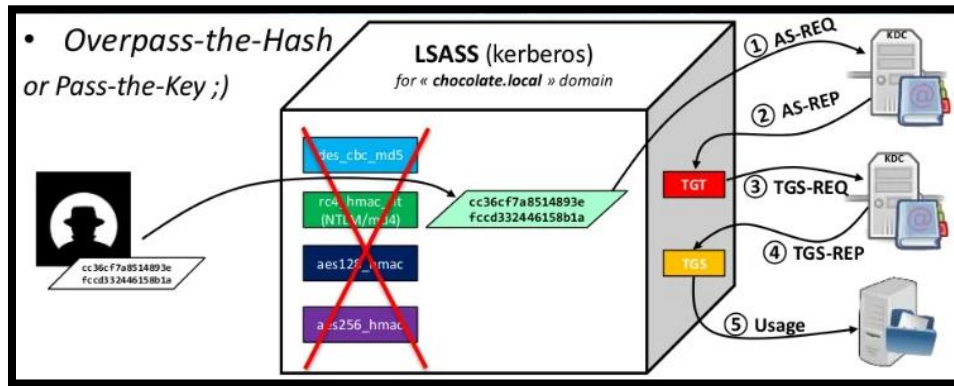 • Overpass-the-Hash
or Pass-the-Key ;)
LSASS (kerberos)
for « chocolate.local » domain
des_cbc_md5
rc4_hmac_nt
(NTLM/md4)
aes128_hmac
aes256_hmac
cc36cf7a8514893e
fccd332446158b1a
cc36cf7a8514893e
fccd332446158b1a
TGT
TGS
① AS-REQ
KDC
② AS-REP
KDC
③ TGS-REQ
④ TGS-REP
⑤ Usage